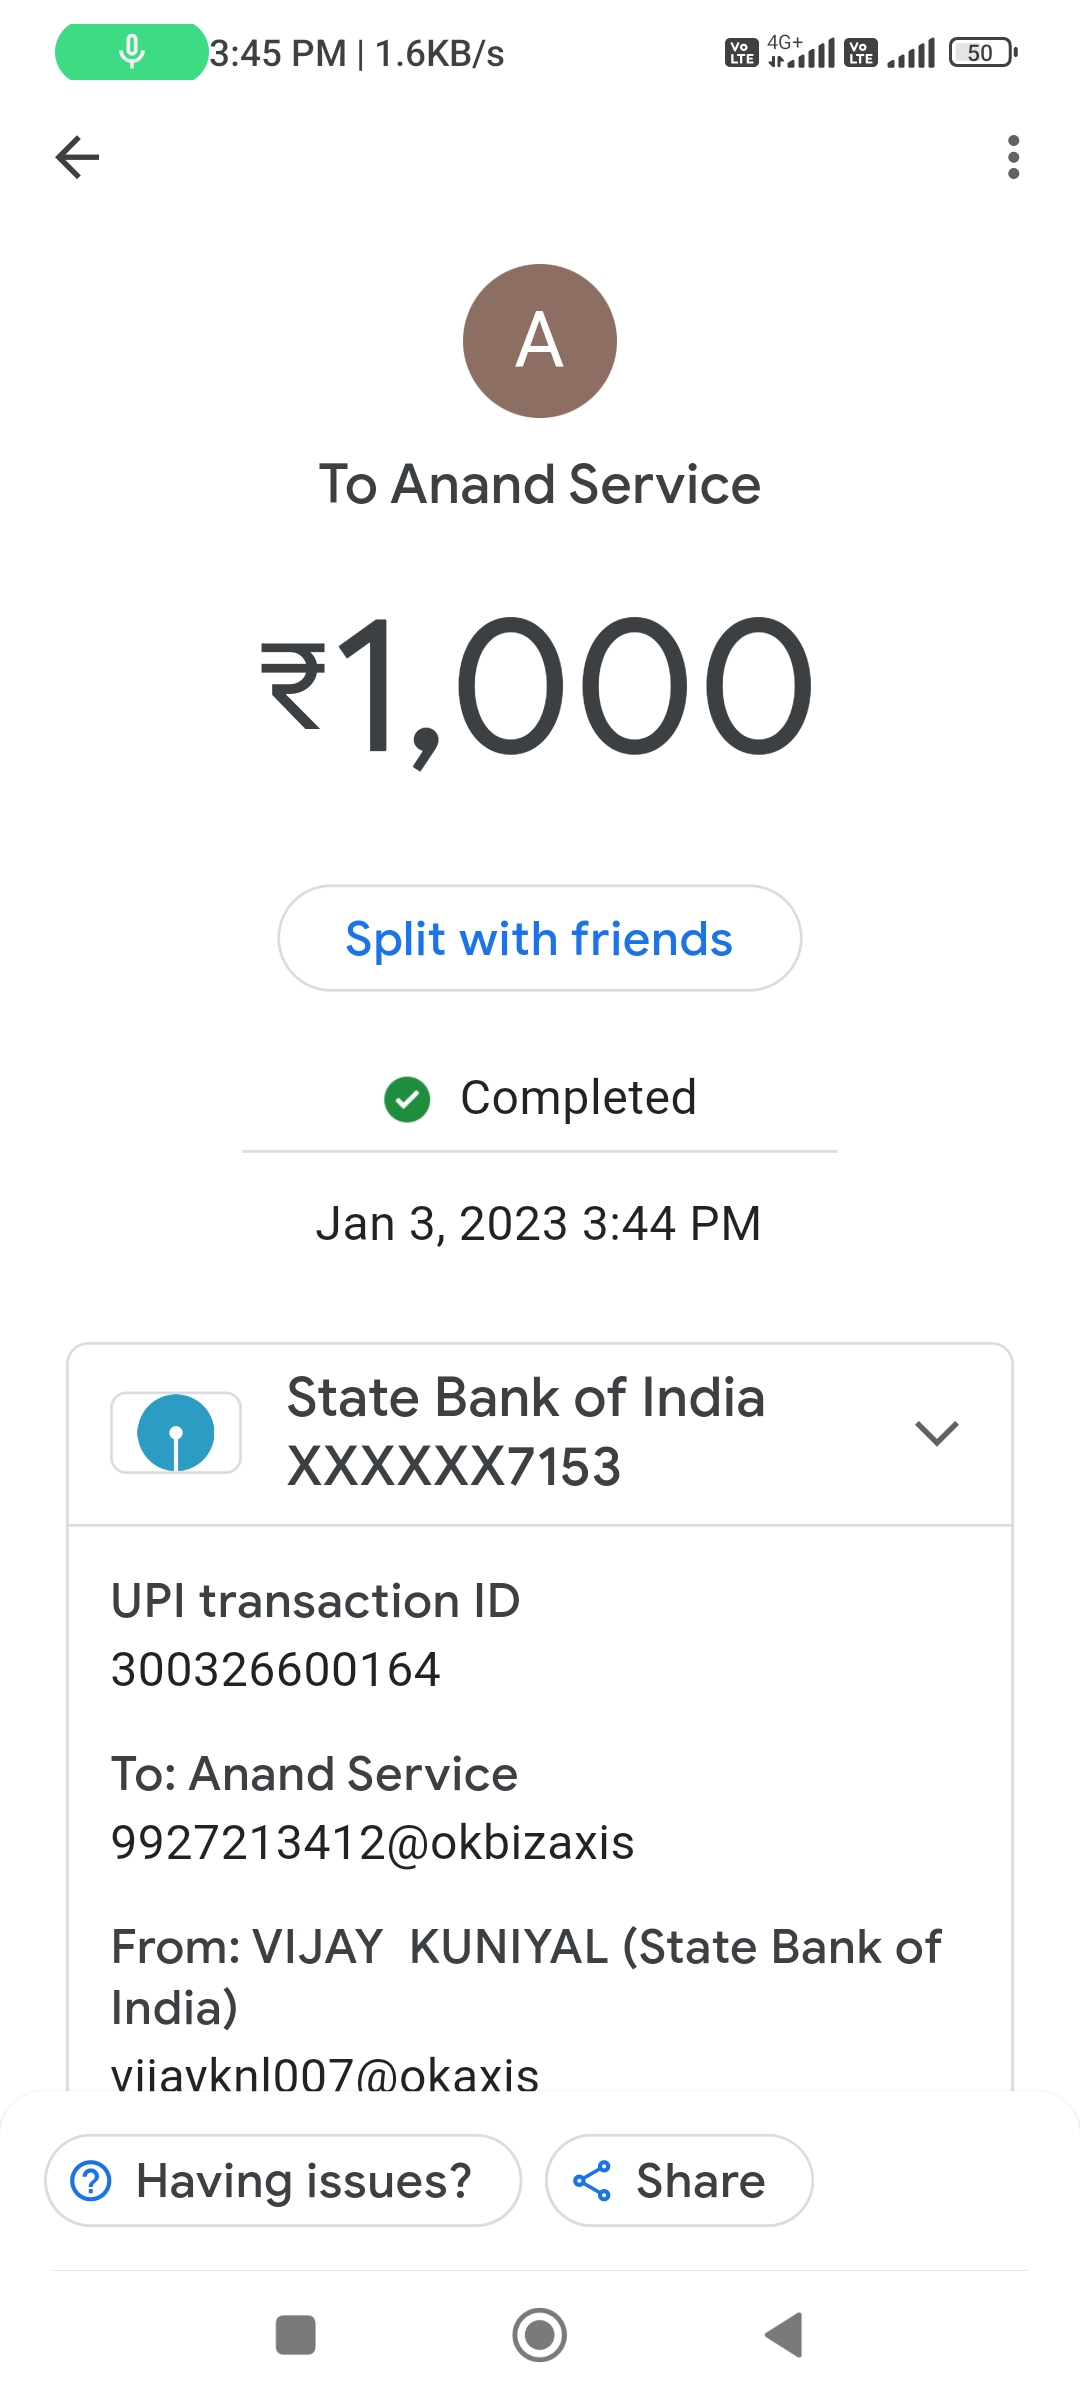 3:45 PM | 1.6KB/s
Vo LTE 4G+ Vo LTE 50
A
To Anand Service
₹1,000
Split with friends
Completed
Jan 3, 2023 3:44 PM
State Bank of India
XXXXXX7153
UPI transaction ID
300326600164
To: Anand Service
9927213412@okbizaxis
From: VIJAY  KUNIYAL (State Bank of
India)
vijayknl007@okaxis
Having issues?
Share